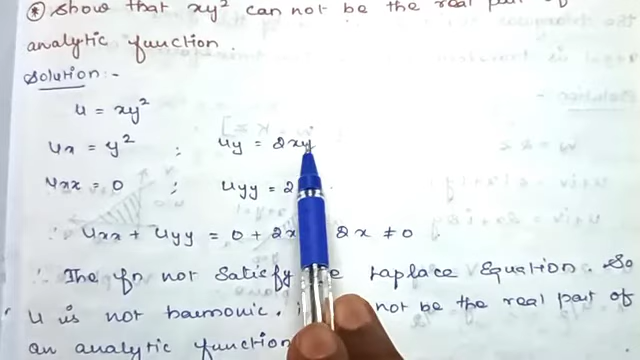 * Show that xy² can not be the real part of
analytic function.
Solution:-
u = xy²
ux = y² ; uy = 2xy
uxx = 0 ; uyy = 2
∴ uxx + uyy = 0 + 2x 2x ≠ 0
∴ The fn not satisfy Laplace Equation. So
u is not harmonic. not be the real part of
an analytic function